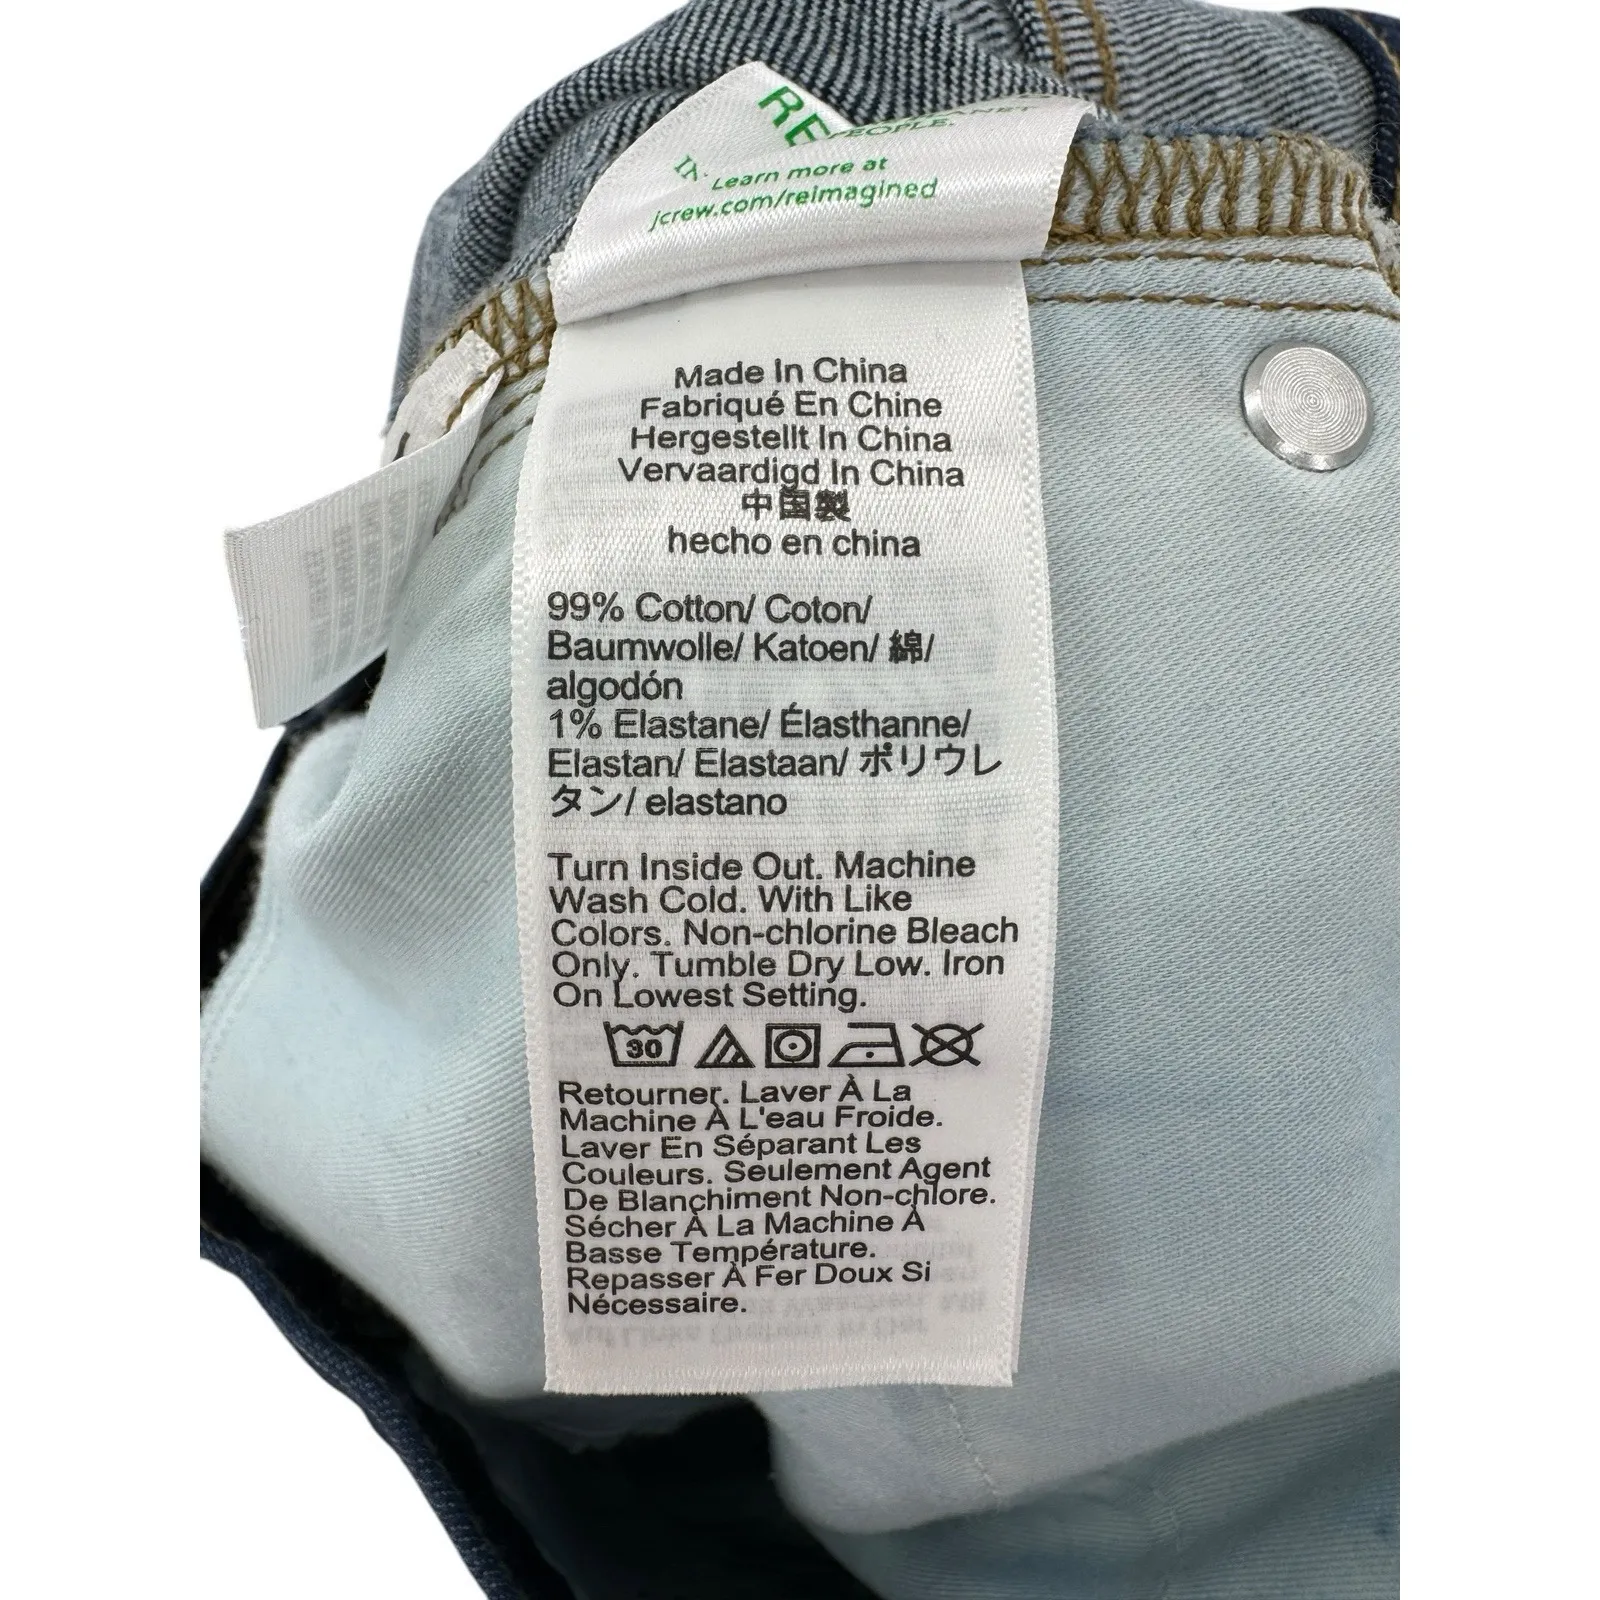 RE
PEOPLE.
Learn more at
jcrew.com/reimagined
Made In China
Fabriqué En Chine
Hergestellt In China
Vervaardigd In China
中国製
hecho en china
99% Cotton/ Coton/
Baumwolle/ Katoen/ 綿/
algodón
1% Elastane/ Élasthanne/
Elastan/ Elastaan/ ポリウレ
タン/ elastano
Turn Inside Out. Machine
Wash Cold. With Like
Colors. Non-chlorine Bleach
Only. Tumble Dry Low. Iron
On Lowest Setting.
30
Retourner. Laver À La
Machine À L'eau Froide.
Laver En Séparant Les
Couleurs. Seulement Agent
De Blanchiment Non-chlore.
Sécher À La Machine À
Basse Température.
Repasser À Fer Doux Si
Nécessaire.